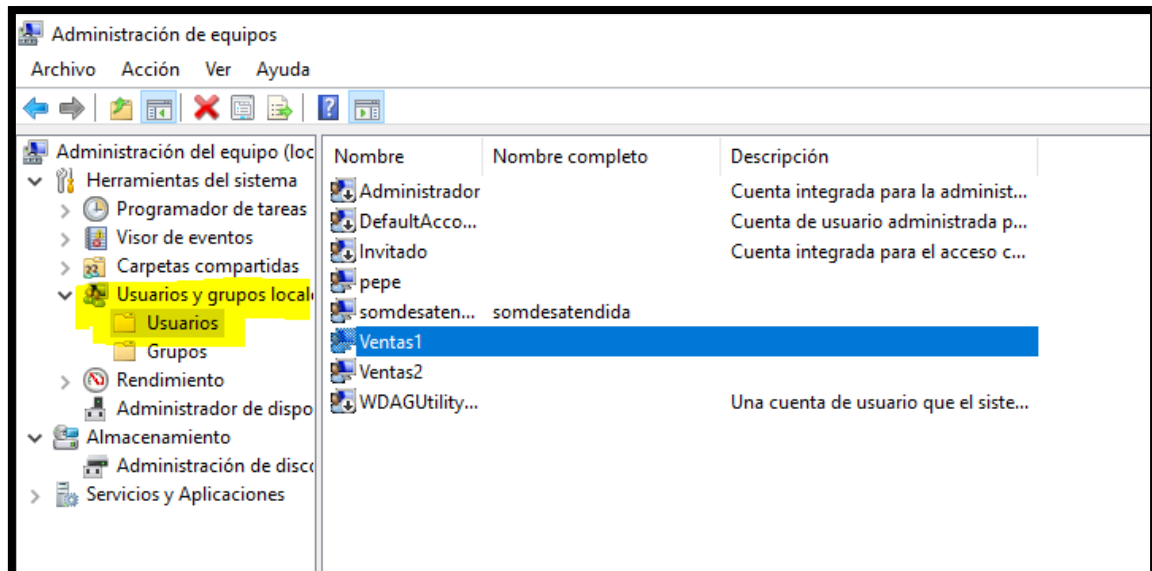 Administración de equipos
Archivo Acción Ver Ayuda
Administración del equipo (loc
Herramientas del sistema
Programador de tareas
Visor de eventos
Carpetas compartidas
Usuarios y grupos locale
Usuarios
Grupos
Rendimiento
Administrador de dispo
Almacenamiento
Administración de disco
Servicios y Aplicaciones
Nombre Nombre completo Descripción
Administrador Cuenta integrada para la administ...
DefaultAcco... Cuenta de usuario administrada p...
Invitado Cuenta integrada para el acceso c...
pepe
somdesaten... somdesatendida
Ventas1
Ventas2
WDAGUtility... Una cuenta de usuario que el siste...